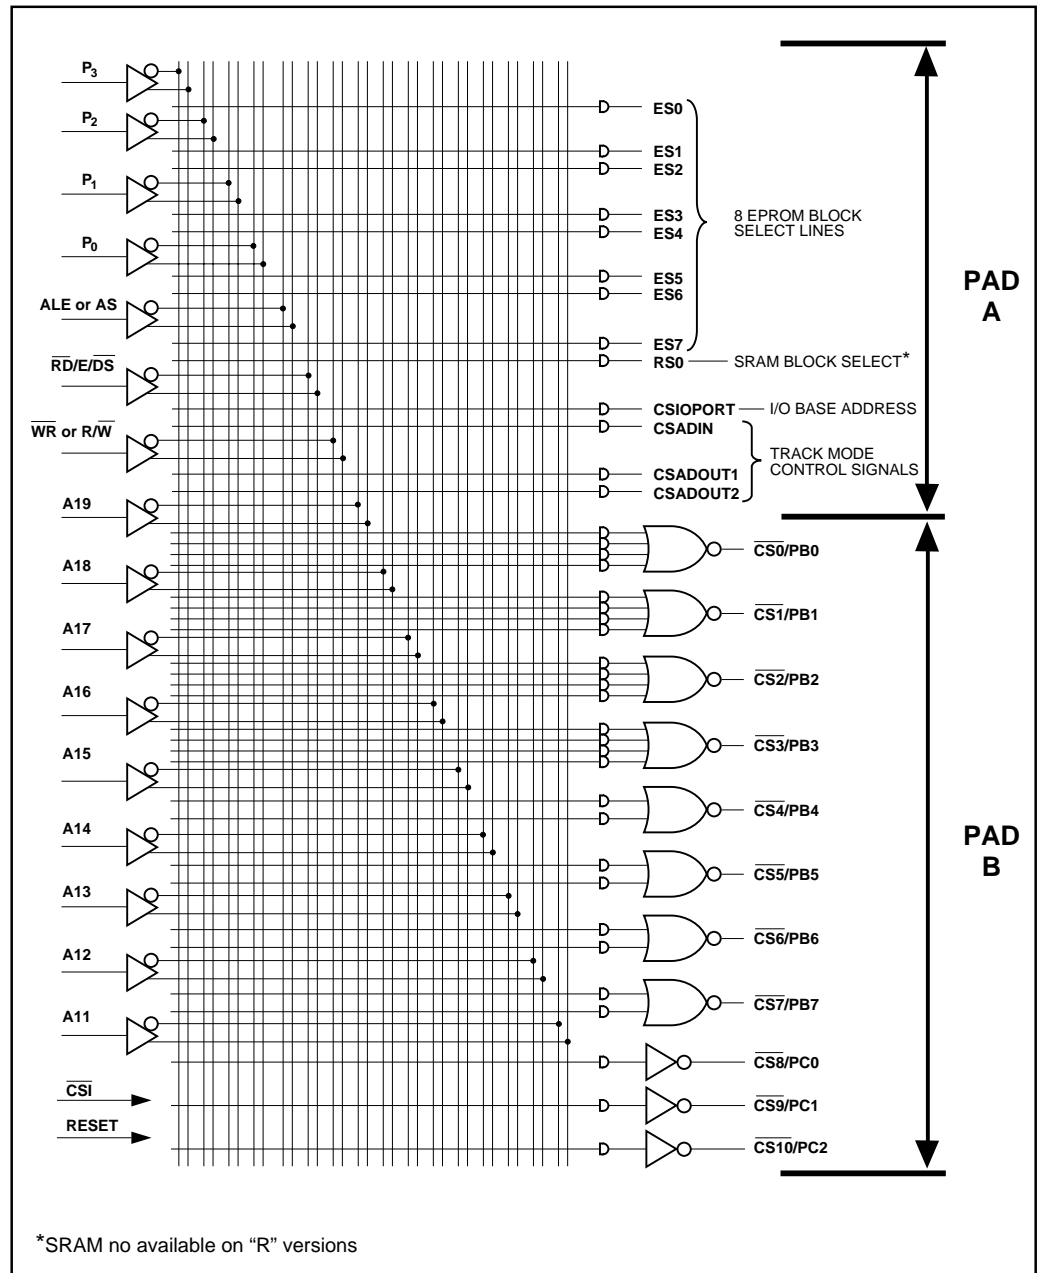 P3
P2
P1
P0
ALE or AS
RD/E/DS
WR or R/W
A19
A18
A17
A16
A15
A14
A13
A12
A11
CSI
RESET
ES0
ES1
ES2
ES3
ES4
ES5
ES6
ES7
8 EPROM BLOCK
SELECT LINES
RS0
SRAM BLOCK SELECT*
CSIOPORT
I/O BASE ADDRESS
CSADIN
CSADOUT1
CSADOUT2
TRACK MODE
CONTROL SIGNALS
CS0/PB0
CS1/PB1
CS2/PB2
CS3/PB3
CS4/PB4
CS5/PB5
CS6/PB6
CS7/PB7
CS8/PC0
CS9/PC1
CS10/PC2
PAD
A
PAD
B
*SRAM no available on “R” versions